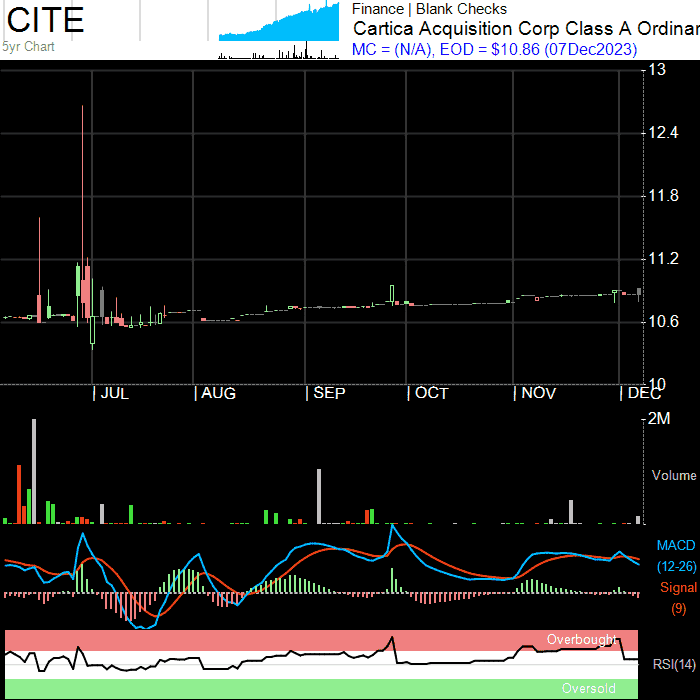 CITE
5yr Chart
Finance | Blank Checks
Cartica Acquisition Corp Class A Ordinar
MC = (N/A), EOD = $10.86 (07Dec2023)
13
12.4
11.8
11.2
10.6
10
JUL
AUG
SEP
OCT
NOV
DEC
2M
Volume
MACD
(12-26)
Signal
(9)
Overbought
RSI(14)
Oversold